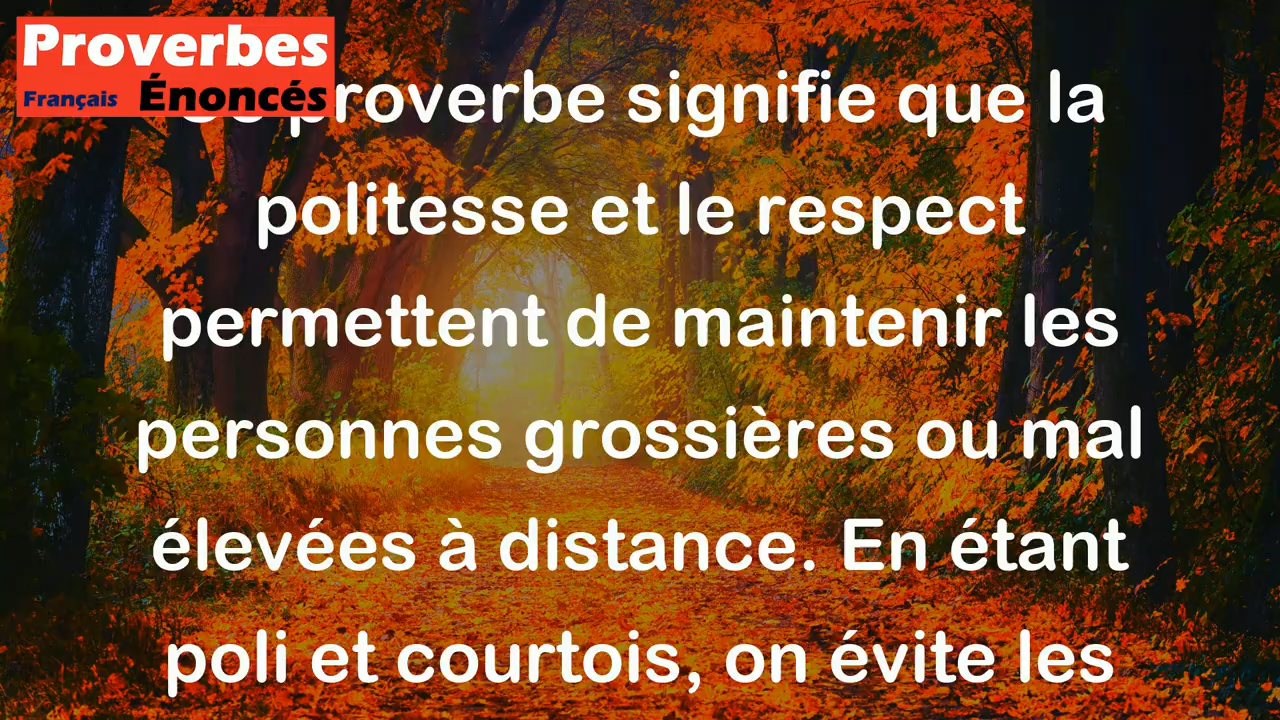 Proverbes
Français Énoncés
proverbe signifie que la
politesse et le respect
permettent de maintenir les
personnes grossières ou mal
élevées à distance. En étant
poli et courtois, on évite les